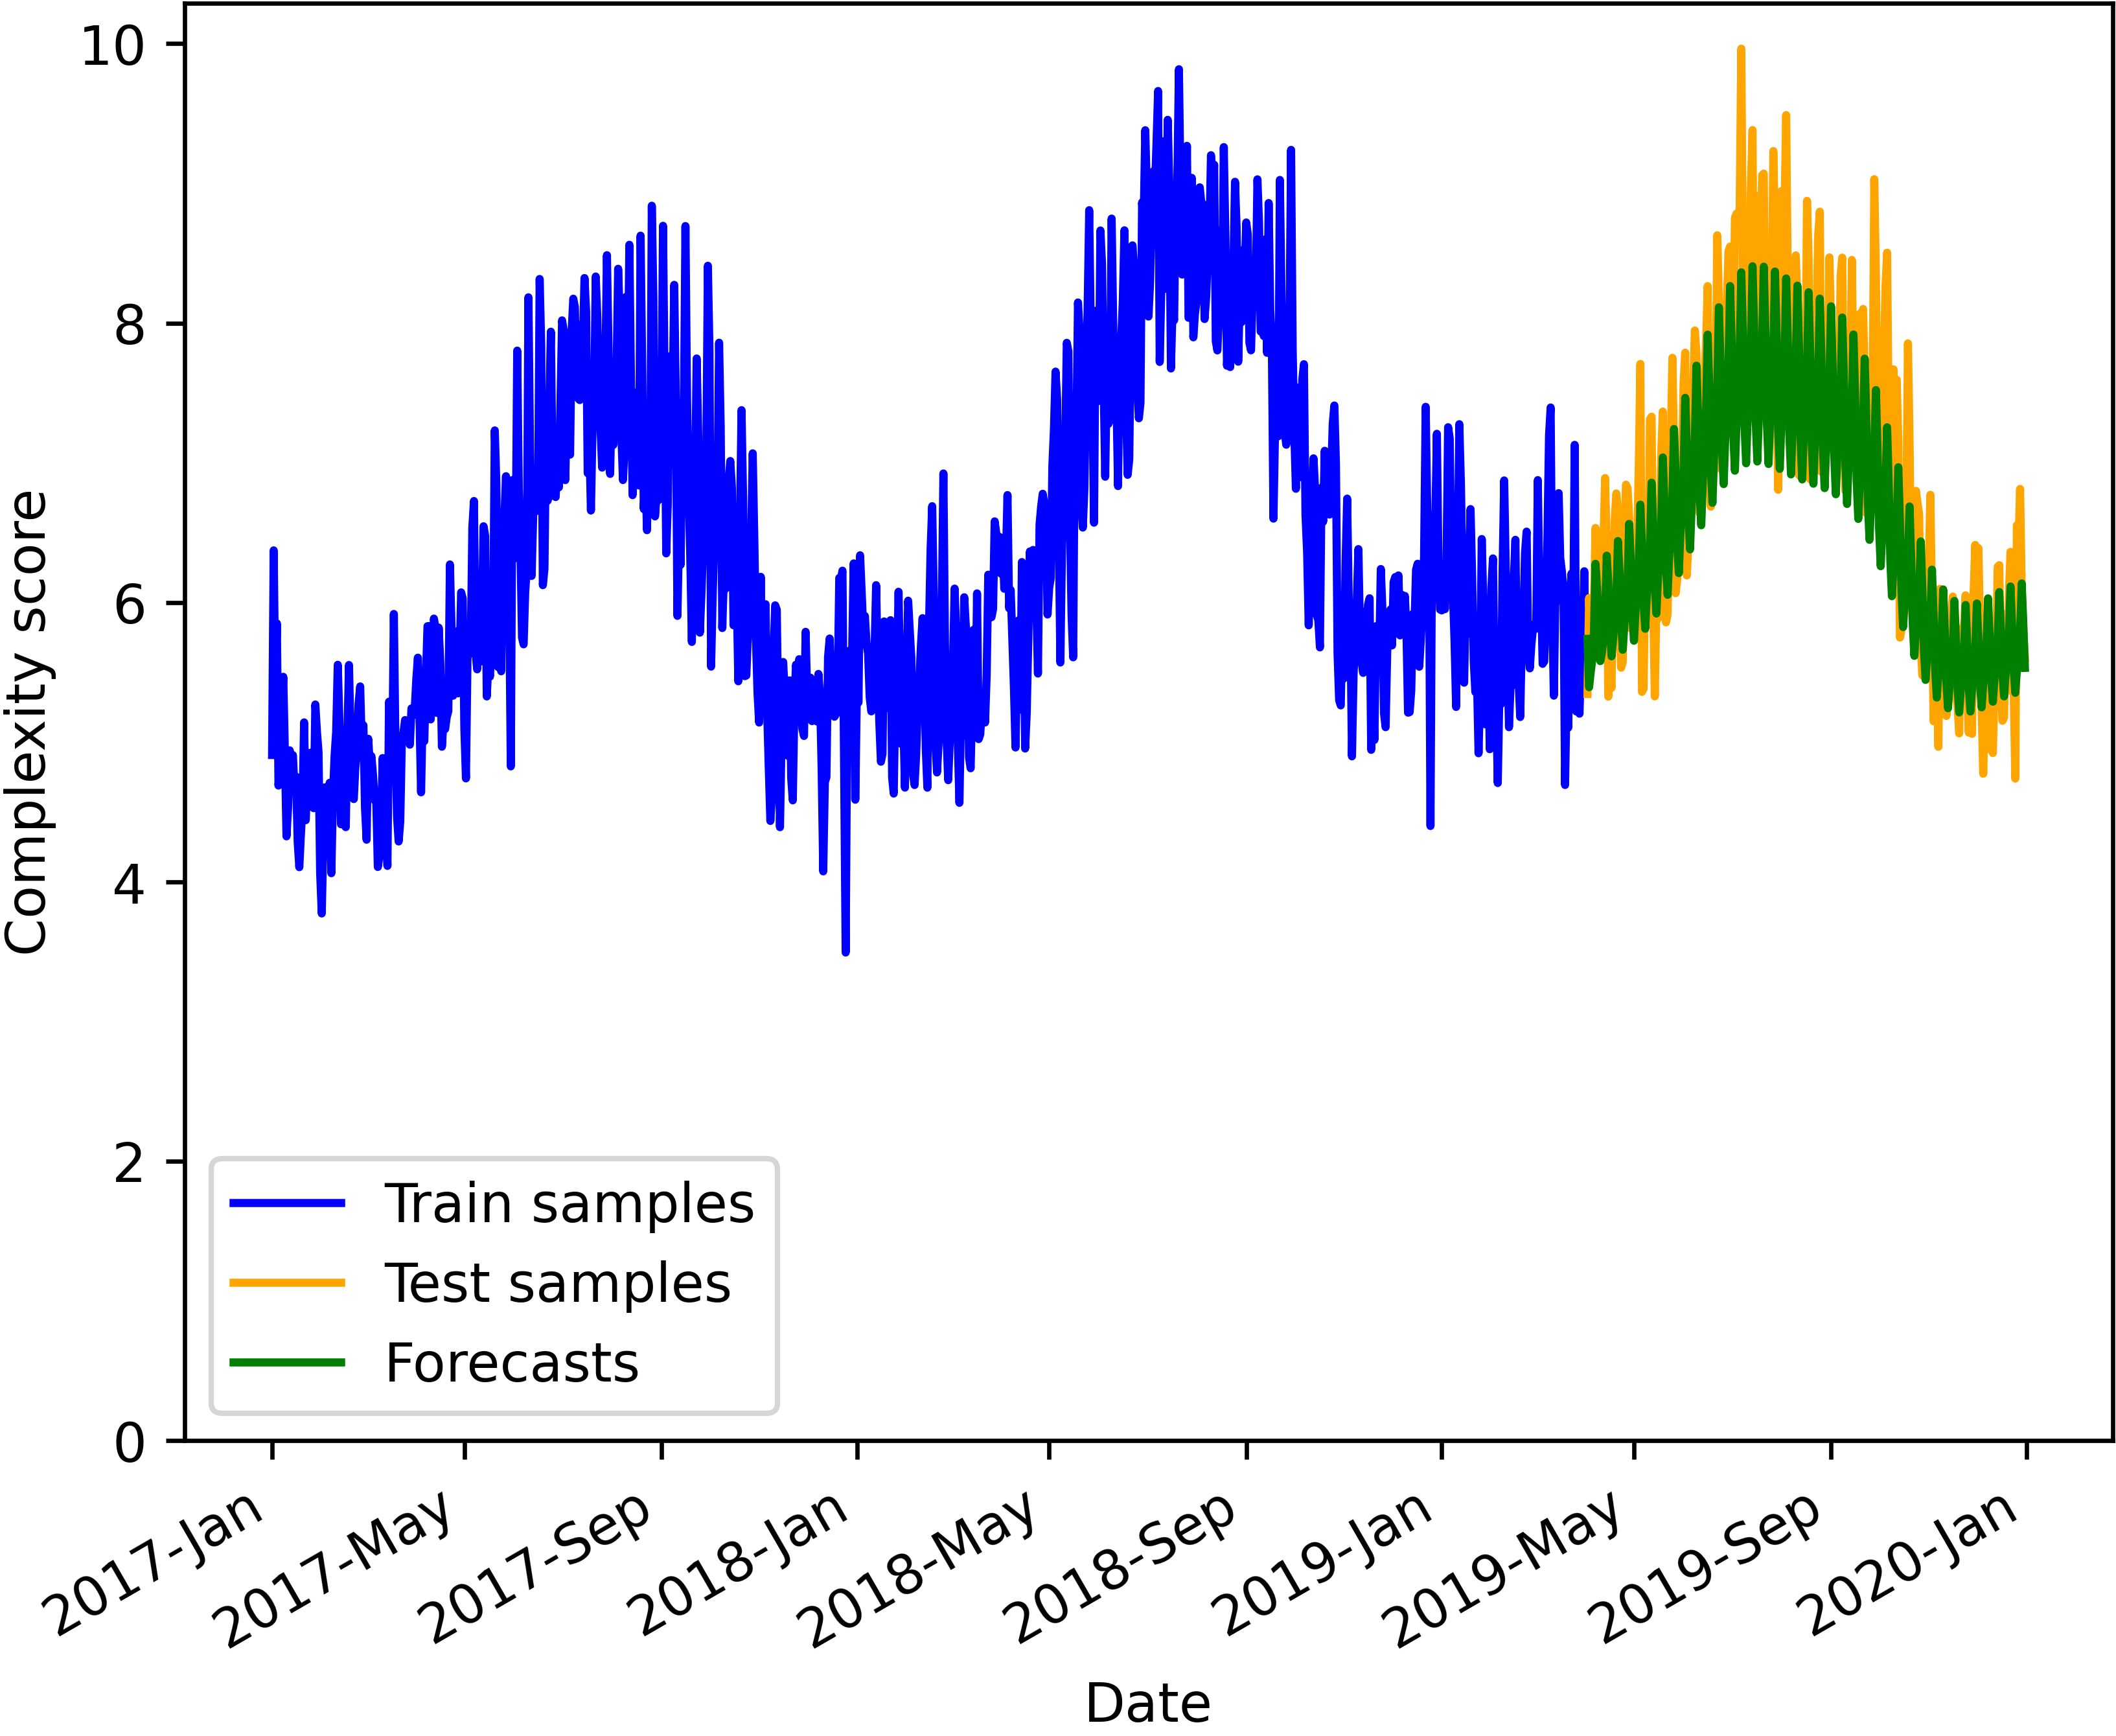 10
8
6
4
2
0
Complexity score
Train samples
Test samples
Forecasts
2017-Jan
2017-May
2017-Sep
2018-Jan
2018-May
2018-Sep
2019-Jan
2019-May
2019-Sep
2020-Jan
Date